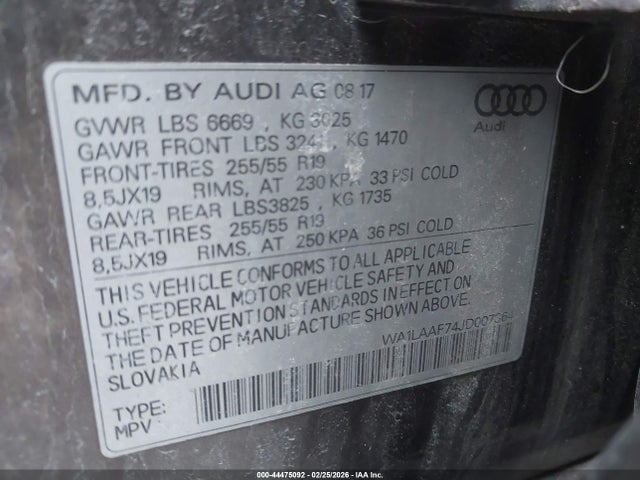 MFD. BY AUDI AG 08 17
Audi
GVWR LBS 6669 , KG 3025
GAWR FRONT LBS 3241 , KG 1470
FRONT-TIRES 255/55 R19
8,5JX19 RIMS, AT 230 KPA 33 PSI COLD
GAWR REAR LBS3825 , KG 1735
REAR-TIRES 255/55 R19
8,5JX19 RIMS, AT 250 KPA 36 PSI COLD
THIS VEHICLE CONFORMS TO ALL APPLICABLE
U.S. FEDERAL MOTOR VEHICLE SAFETY AND
THEFT PREVENTION STANDARDS IN EFFECT ON
THE DATE OF MANUFACTURE SHOWN ABOVE.
SLOVAKIA
WA1LAAF74JD007364
TYPE:
MPV
000-44475092 - 02/25/2026 - IAA Inc.